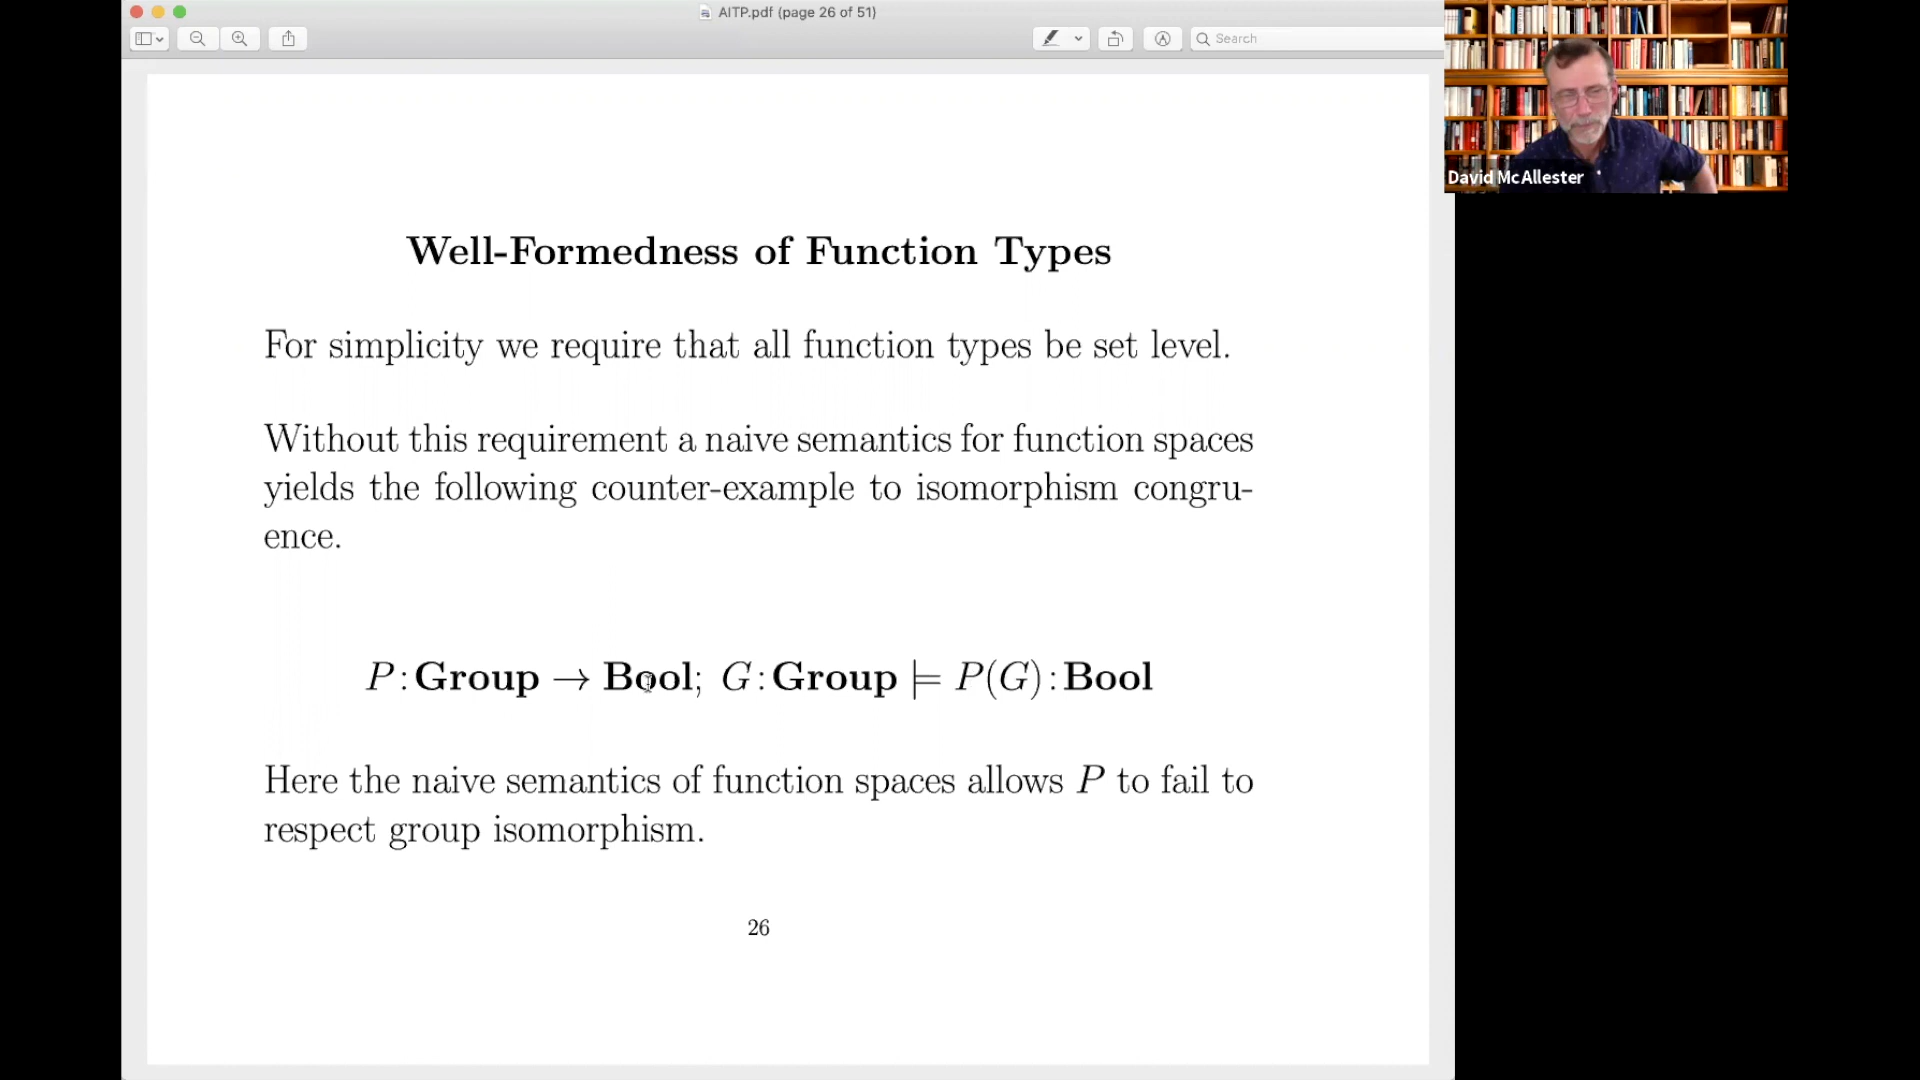 AITP.pdf (page 26 of 51)
Search
David McAllester
Well-Formedness of Function Types
For simplicity we require that all function types be set level.
Without this requirement a naive semantics for function spaces
yields the following counter-example to isomorphism congru-
ence.
P : Group → Bool; G : Group ⊨ P(G) : Bool
Here the naive semantics of function spaces allows P to fail to
respect group isomorphism.
26